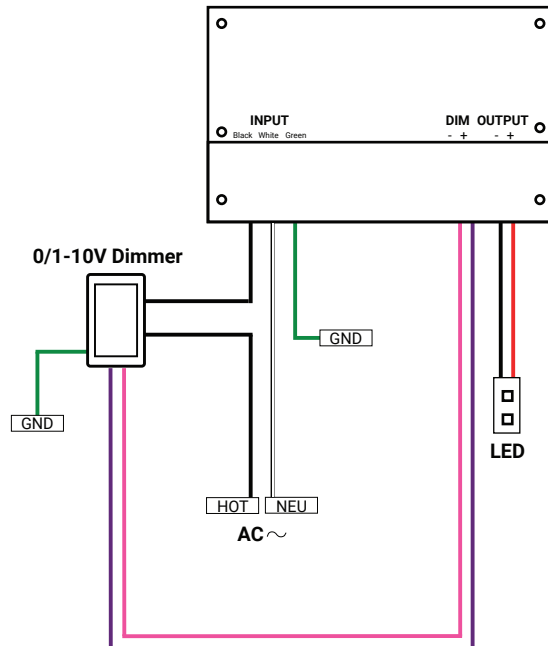 INPUT DIM OUTPUT
Black White Green - + - +
0/1-10V Dimmer
GND
GND
LED
HOT NEU
AC ~